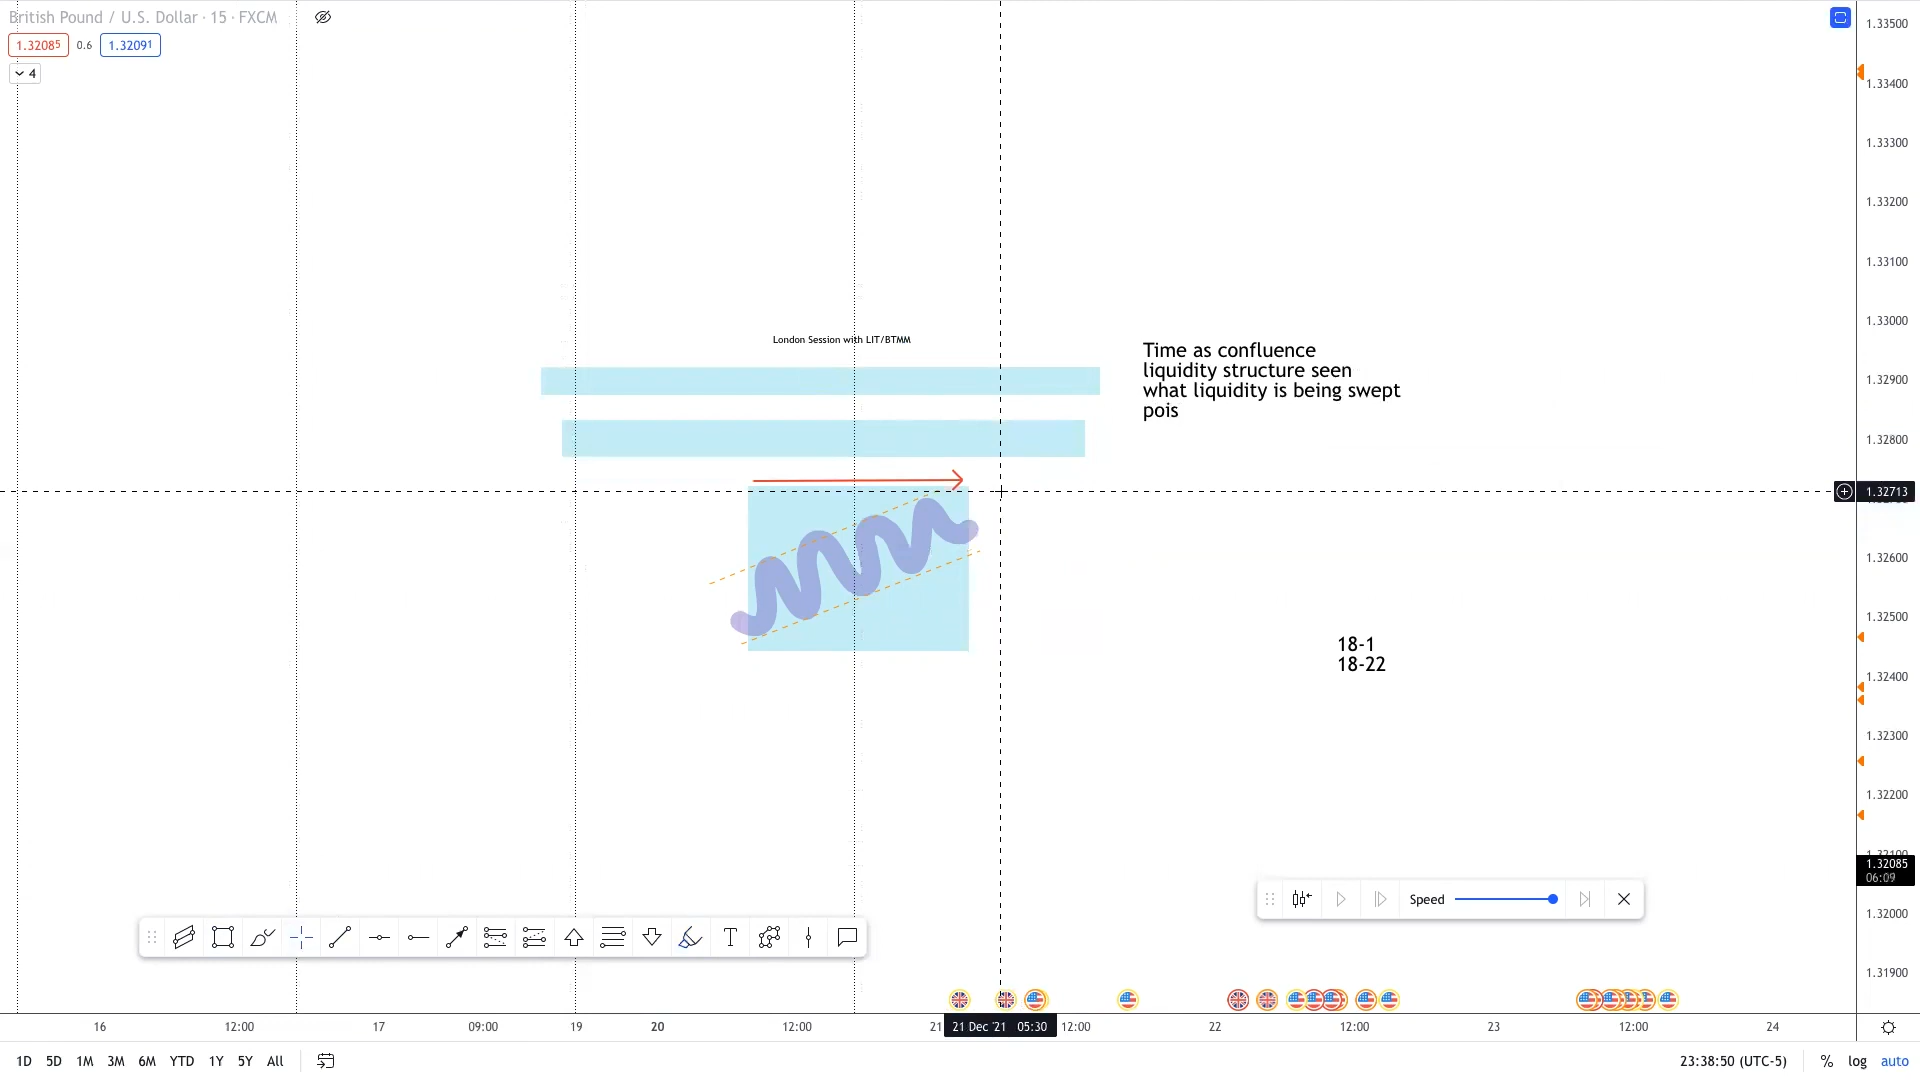 British Pound / U.S. Dollar · 15 · FXCM
1.32085 0.6 1.32091
4
1.33500
1.33400
1.33300
1.33200
1.33100
1.33000
1.32900
1.32800
1.32713
1.32600
1.32500
1.32400
1.32300
1.32200
1.32085
06:09
1.32000
1.31900
London Session with LIT/BTMM
Time as confluence
liquidity structure seen
what liquidity is being swept
pois
18-1
18-22
Speed
T
16 12:00 17 09:00 19 20 12:00 21 21 Dec '21 05:30 12:00 22 12:00 23 12:00 24
1D 5D 1M 3M 6M YTD 1Y 5Y All
23:38:50 (UTC-5) % log auto